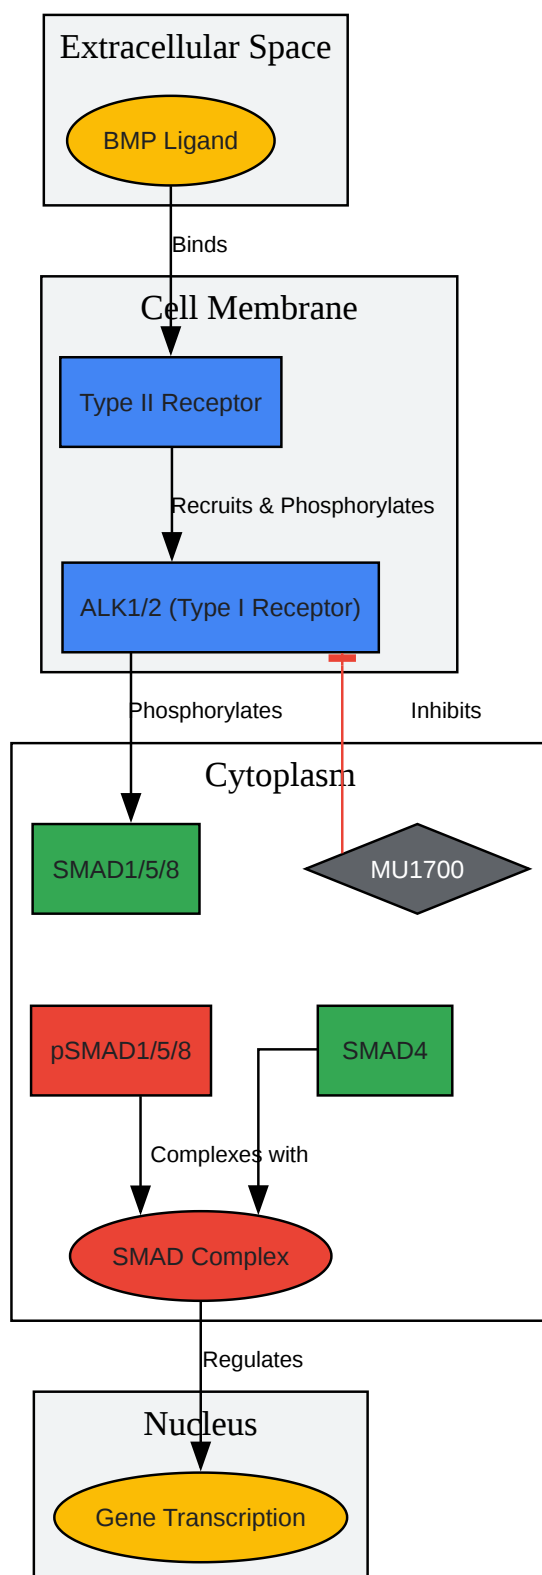 Extracellular Space
BMP Ligand
Binds
Cell Membrane
Type II Receptor
Recruits & Phosphorylates
ALK1/2 (Type I Receptor)
Phosphorylates
Inhibits
Cytoplasm
SMAD1/5/8
MU1700
pSMAD1/5/8
SMAD4
Complexes with
SMAD Complex
Regulates
Nucleus
Gene Transcription